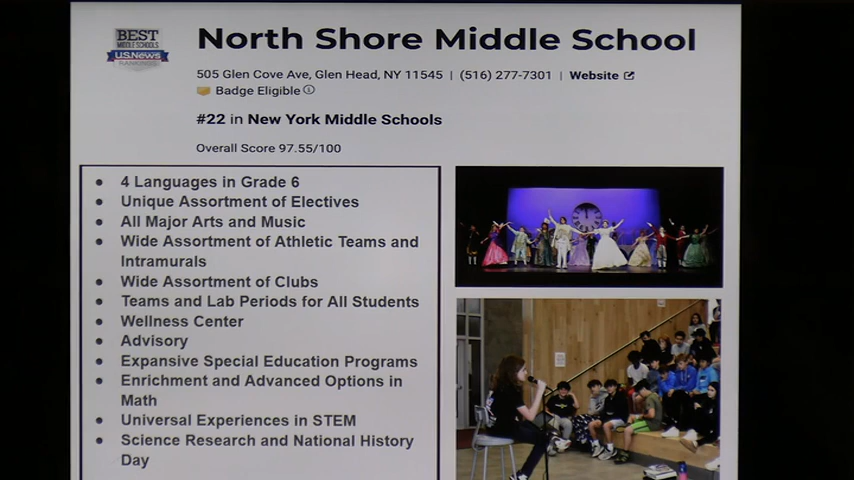 BEST
MIDDLE SCHOOLS
U.S.News
RANKINGS
North Shore Middle School
505 Glen Cove Ave, Glen Head, NY 11545 | (516) 277-7301 | Website
Badge Eligible
#22 in New York Middle Schools
Overall Score 97.55/100
• 4 Languages in Grade 6
• Unique Assortment of Electives
• All Major Arts and Music
• Wide Assortment of Athletic Teams and
Intramurals
• Wide Assortment of Clubs
• Teams and Lab Periods for All Students
• Wellness Center
• Advisory
• Expansive Special Education Programs
• Enrichment and Advanced Options in
Math
• Universal Experiences in STEM
• Science Research and National History
Day